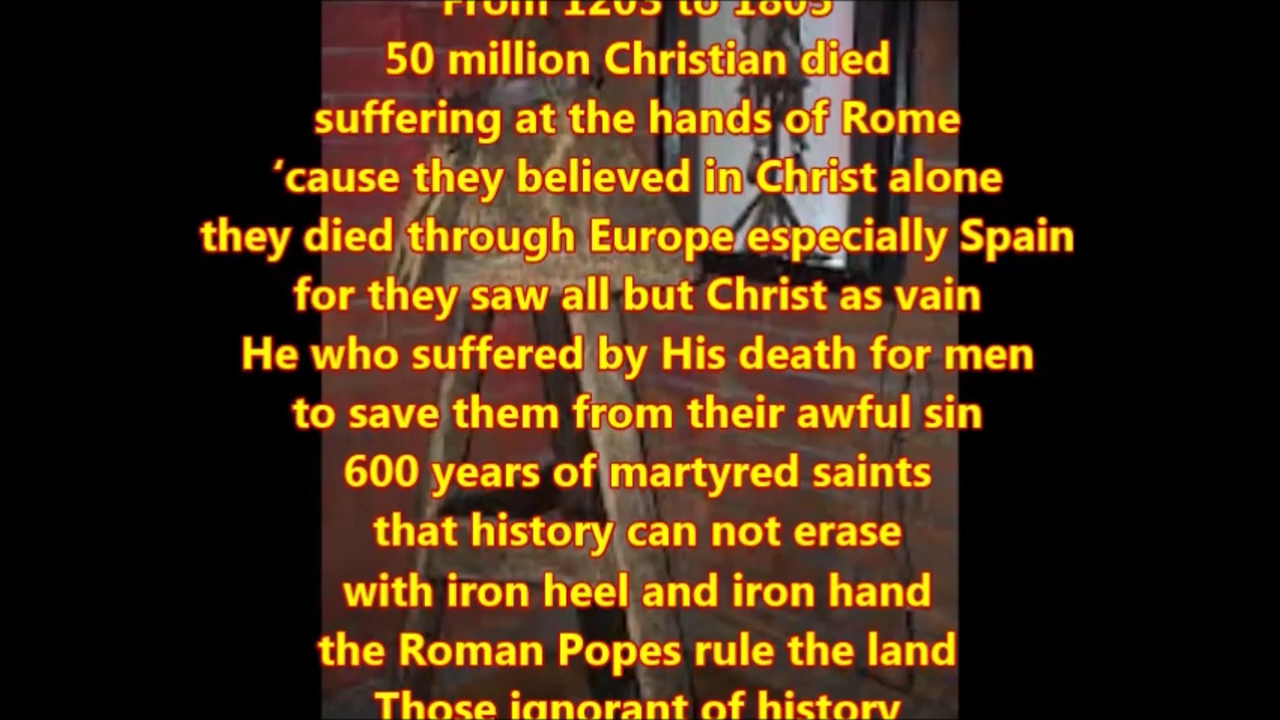 From 1203 to 1805
50 million Christian died
suffering at the hands of Rome
‘cause they believed in Christ alone
they died through Europe especially Spain
for they saw all but Christ as vain
He who suffered by His death for men
to save them from their awful sin
600 years of martyred saints
that history can not erase
with iron heel and iron hand
the Roman Popes rule the land
Those ignorant of history